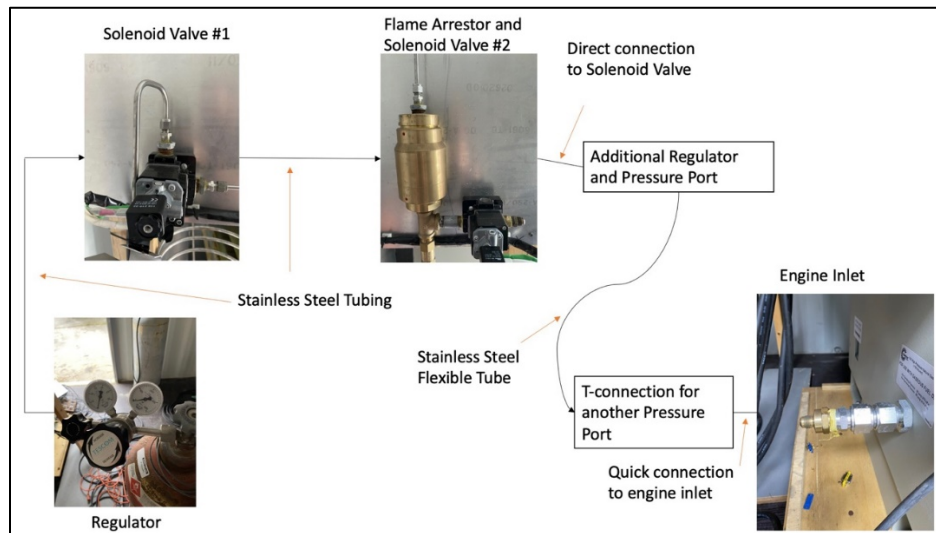 Solenoid Valve #1
Flame Arrestor and
Solenoid Valve #2
Direct connection
to Solenoid Valve
Additional Regulator
and Pressure Port
Stainless Steel Tubing
Engine Inlet
Stainless Steel
Flexible Tube
T-connection for
another Pressure
Port
Quick connection
to engine inlet
Regulator